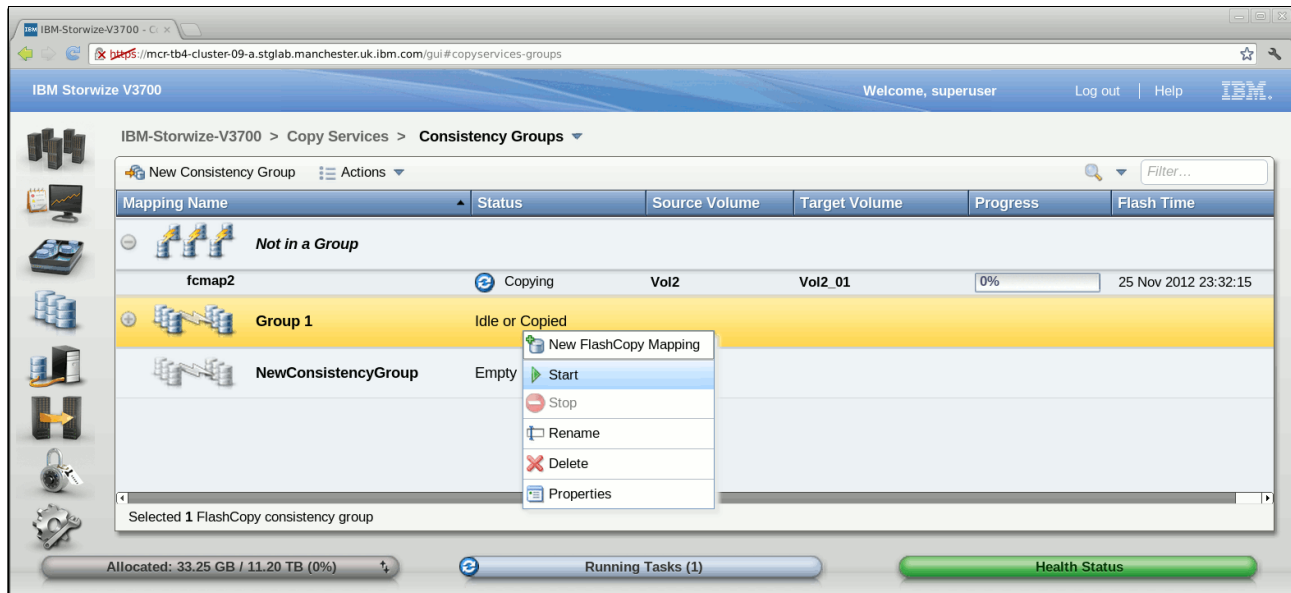 IBM-Storwize-V3700 - C
https://mcr-tb4-cluster-09-a.stglab.manchester.uk.ibm.com/gui#copyservices-groups
IBM Storwize V3700
Welcome, superuser
Log out | Help
IBM.
IBM-Storwize-V3700 > Copy Services > Consistency Groups
New Consistency Group
Actions
Filter...
Mapping Name
Status
Source Volume
Target Volume
Progress
Flash Time
Not in a Group
fcmap2
Copying
Vol2
Vol2_01
0%
25 Nov 2012 23:32:15
Group 1
Idle or Copied
NewConsistencyGroup
Empty
New FlashCopy Mapping
Start
Stop
Rename
Delete
Properties
Selected 1 FlashCopy consistency group
Allocated: 33.25 GB / 11.20 TB (0%)
Running Tasks (1)
Health Status